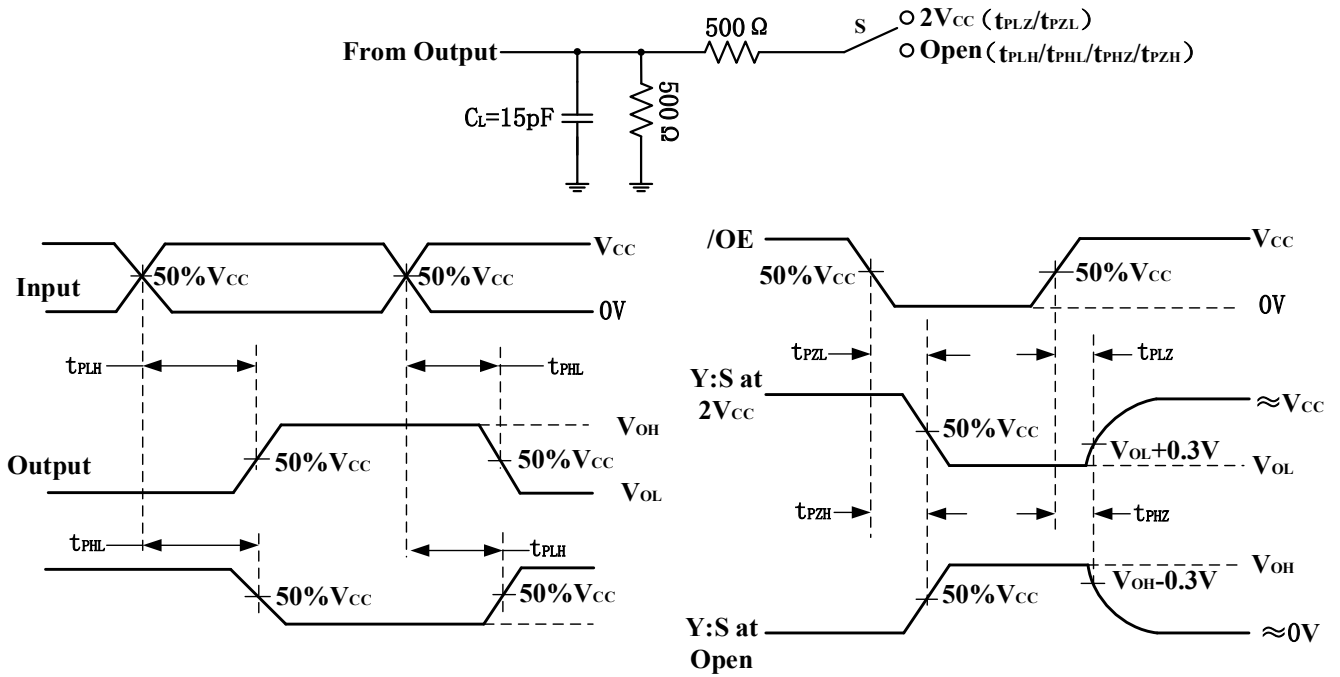 2VCC (tPLZ/tPZL)
S
500 Ω
From Output
Open (tPLH/tPHL/tPHZ/tPZH)
CL=15pF
500 Ω
VCC
50%VCC
50%VCC
Input
0V
tPLH
tPHL
VOH
50%VCC
50%VCC
Output
VOL
tPHL
tPLH
50%VCC
50%VCC
/OE
VCC
50%VCC
50%VCC
0V
tPZL
tPLZ
Y:S at
2VCC
≈VCC
50%VCC
VOL+0.3V
VOL
tPZH
tPHZ
VOH
VOH-0.3V
50%VCC
Y:S at
Open
≈0V